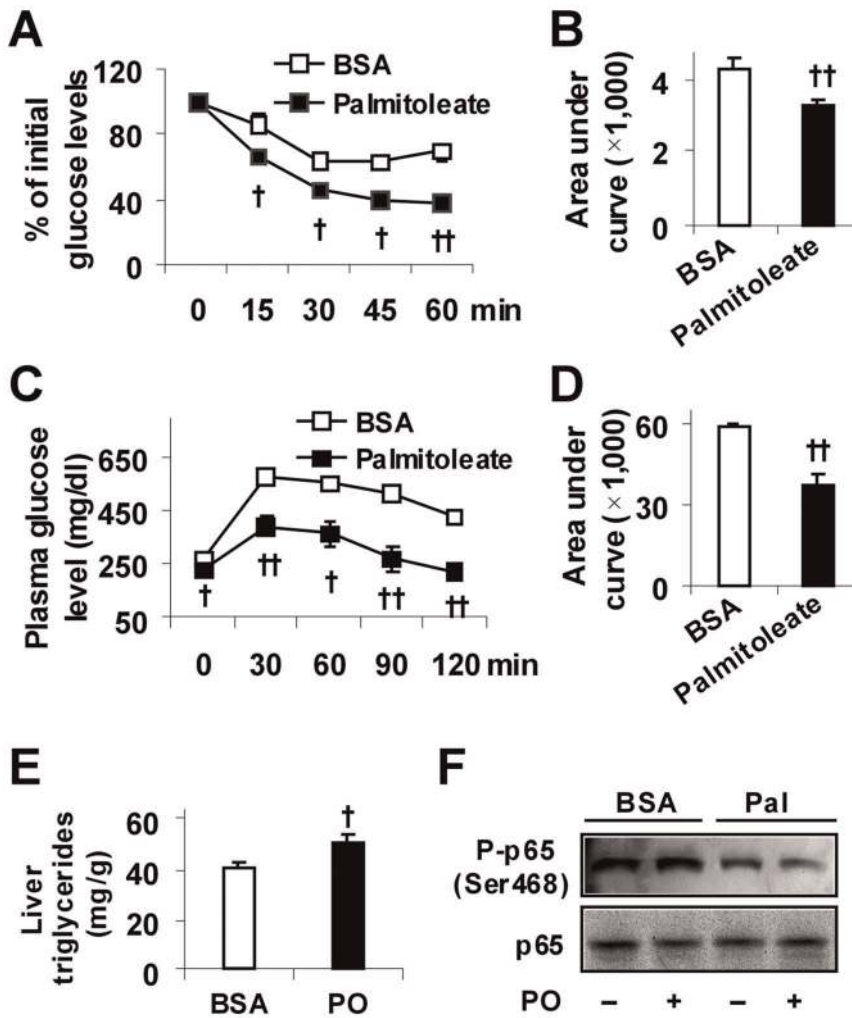 A
% of initial
glucose levels
120
80
40
0
BSA
Palmitoleate
† † † ††
0 15 30 45 60 min
B
Area under
curve (×1,000)
4
2
0
††
BSA
Palmitoleate
C
Plasma glucose
level (mg/dl)
650
450
250
50
BSA
Palmitoleate
† †† † †† ††
0 30 60 90 120 min
D
Area under
curve (×1,000)
60
30
0
††
BSA
Palmitoleate
E
Liver
triglycerides
(mg/g)
60
40
20
0
†
BSA PO
F
BSA Pal
P-p65
(Ser468)
p65
PO – + – +